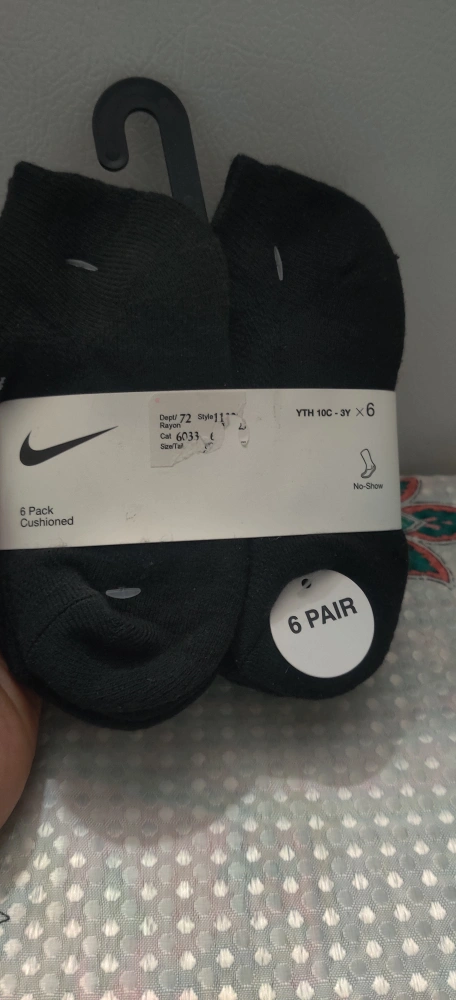 Dept/ 72 Style
Rayon
Cat 6033
Size/Tail
YTH 10C - 3Y ×6
No-Show
6 Pack
Cushioned
6 PAIR